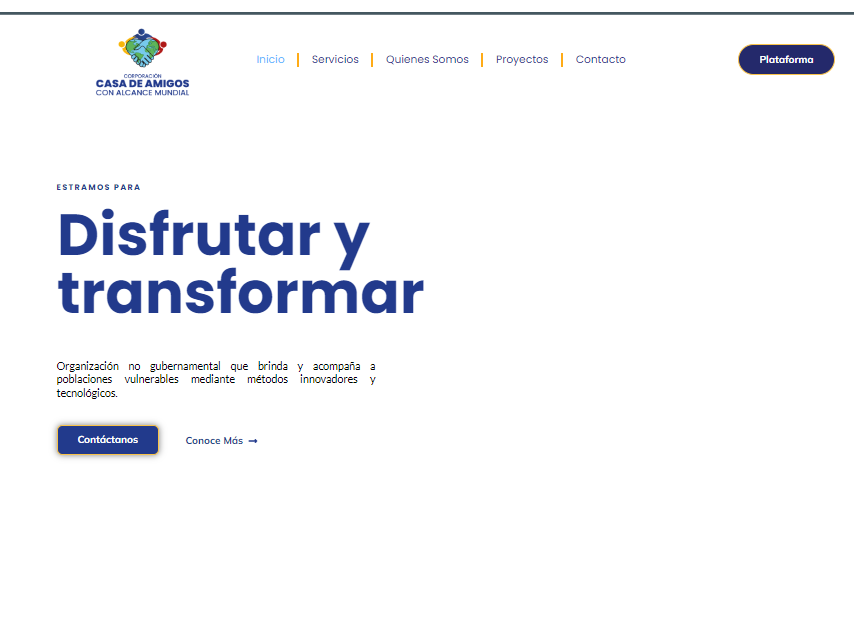 CORPORACIÓN
CASA DE AMIGOS
CON ALCANCE MUNDIAL
Inicio
Servicios
Quienes Somos
Proyectos
Contacto
Plataforma
ESTRAMOS PARA
Disfrutar y
transformar
Organización no gubernamental que brinda y acompaña a
poblaciones vulnerables mediante métodos innovadores y
tecnológicos.
Contáctanos
Conoce Más →